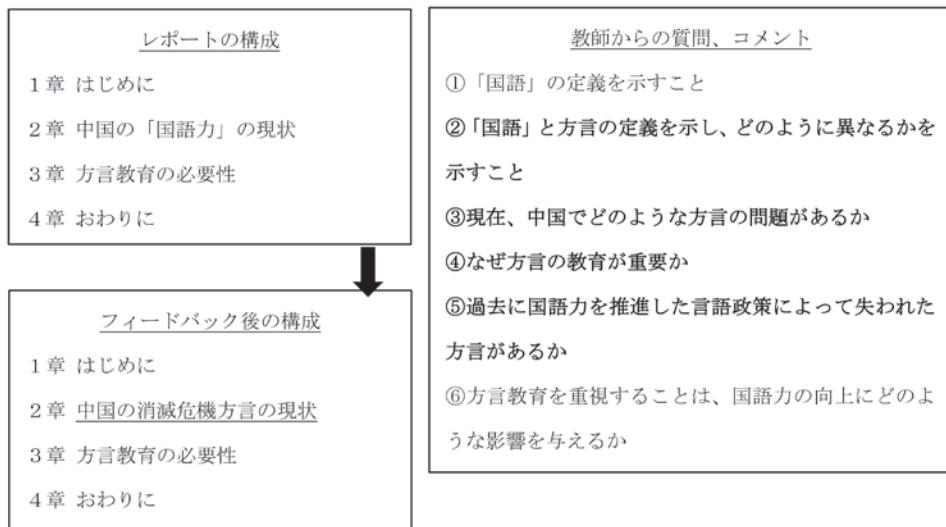 レポートの構成
1章 はじめに
2章 中国の「国語力」の現状
3章 方言教育の必要性
4章 おわりに
フィードバック後の構成
1章 はじめに
2章 中国の消滅危機方言の現状
3章 方言教育の必要性
4章 おわりに
教師からの質問、コメント
①「国語」の定義を示すこと
②「国語」と方言の定義を示し、どのように異なるかを
示すこと
③現在、中国でどのような方言の問題があるか
④なぜ方言の教育が重要か
⑤過去に国語力を推進した言語政策によって失われた
方言があるか
⑥方言教育を重視することは、国語力の向上にどのよ
うな影響を与えるか